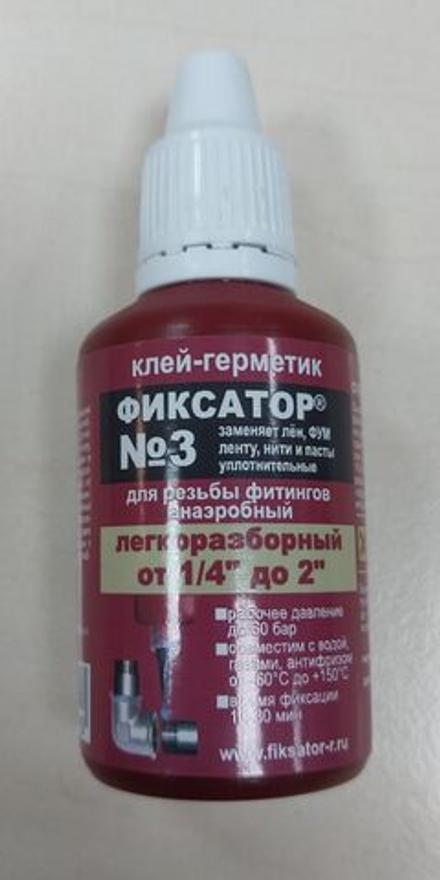 клей-герметик
ФИКСАТОР®
№3
заменяет лён, ФУМ
ленту, нити и пасты
уплотнительные
для резьбы фитингов
анаэробный
легкоразборный
от 1/4" до 2"
рабочее давление
до 60 бар
совместим с водой,
газами, антифризом
от -60°С до +150°С
время фиксации
мин
www.fiksator-r.ru